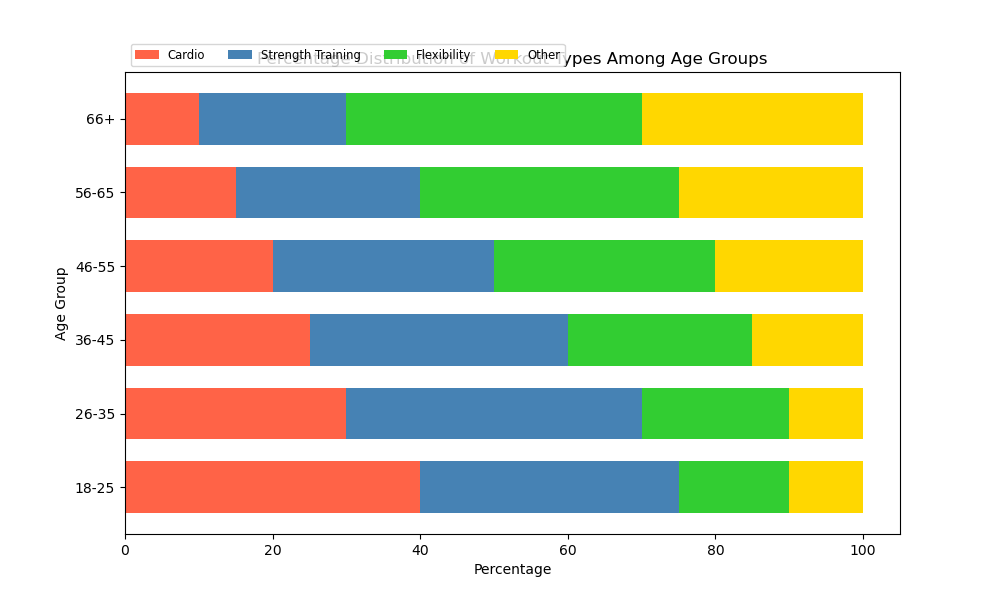 Cardio Strength Training Flexibility Other
Percentage Distribution of Workout Types Among Age Groups
66+
56-65
46-55
36-45
26-35
18-25
Age Group
0 20 40 60 80 100
Percentage